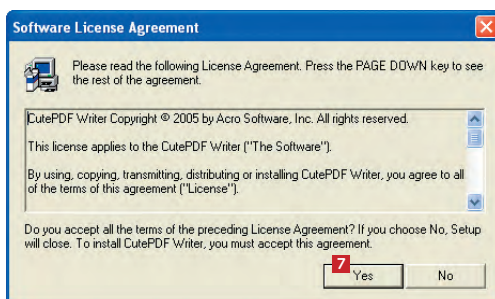 Software License Agreement
Please read the following License Agreement. Press the PAGE DOWN key to see
the rest of the agreement.
CutePDF Writer Copyright © 2005 by Acro Software, Inc. All rights reserved.
This license applies to the CutePDF Writer ("The Software").
By using, copying, transmitting, distributing or installing CutePDF Writer, you agree to all
of the terms of this agreement ("License").
Do you accept all the terms of the preceding License Agreement? If you choose No, Setup
will close. To install CutePDF Writer, you must accept this agreement.
7
Yes No